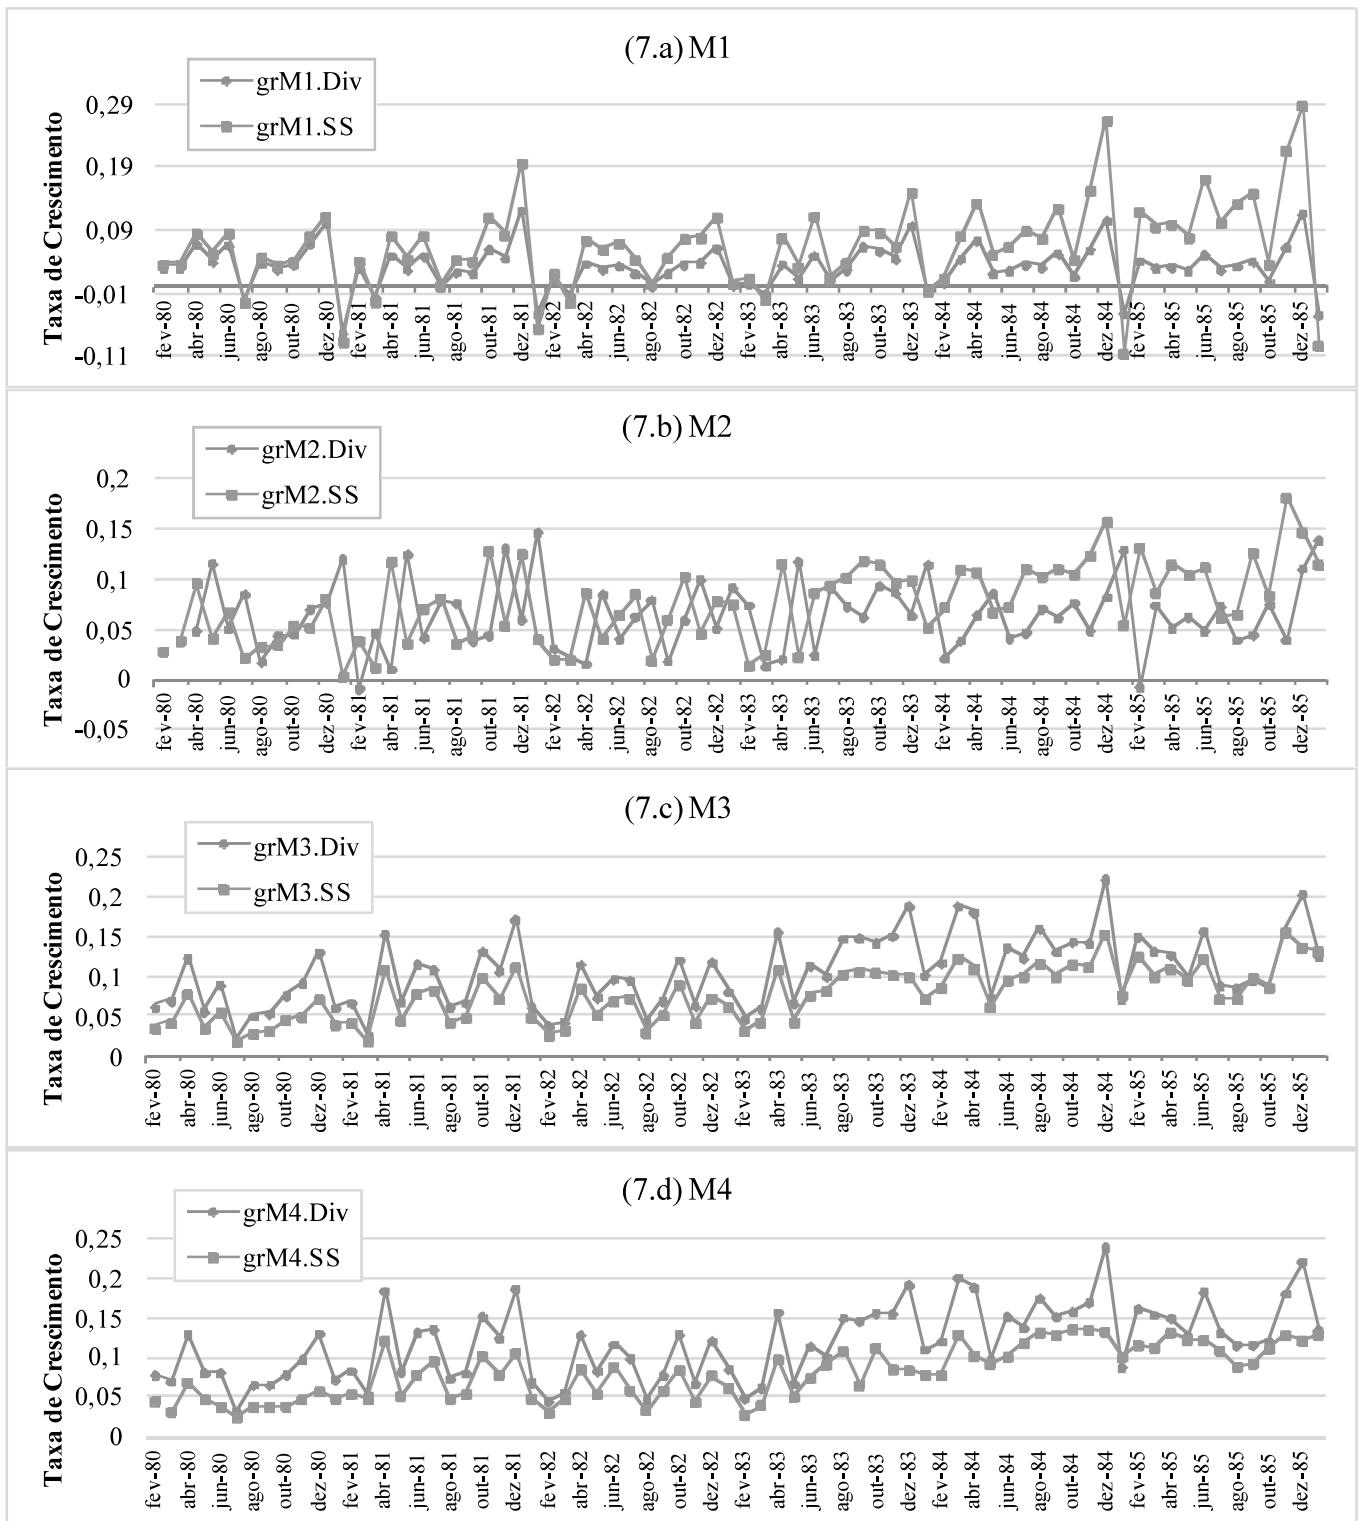 (7.a) M1
grM1.Div
grM1.SS
Taxa de Crescimento
0,29
0,19
0,09
-0,01
-0,11
fev-80 abr-80 jun-80 ago-80 out-80 dez-80 fev-81 abr-81 jun-81 ago-81 out-81 dez-81 fev-82 abr-82 jun-82 ago-82 out-82 dez-82 fev-83 abr-83 jun-83 ago-83 out-83 dez-83 fev-84 abr-84 jun-84 ago-84 out-84 dez-84 fev-85 abr-85 jun-85 ago-85 out-85 dez-85
(7.b) M2
grM2.Div
grM2.SS
Taxa de Crescimento
0,2
0,15
0,1
0,05
0
-0,05
fev-80 abr-80 jun-80 ago-80 out-80 dez-80 fev-81 abr-81 jun-81 ago-81 out-81 dez-81 fev-82 abr-82 jun-82 ago-82 out-82 dez-82 fev-83 abr-83 jun-83 ago-83 out-83 dez-83 fev-84 abr-84 jun-84 ago-84 out-84 dez-84 fev-85 abr-85 jun-85 ago-85 out-85 dez-85
(7.c) M3
grM3.Div
grM3.SS
Taxa de Crescimento
0,25
0,2
0,15
0,1
0,05
0
fev-80 abr-80 jun-80 ago-80 out-80 dez-80 fev-81 abr-81 jun-81 ago-81 out-81 dez-81 fev-82 abr-82 jun-82 ago-82 out-82 dez-82 fev-83 abr-83 jun-83 ago-83 out-83 dez-83 fev-84 abr-84 jun-84 ago-84 out-84 dez-84 fev-85 abr-85 jun-85 ago-85 out-85 dez-85
(7.d) M4
grM4.Div
grM4.SS
Taxa de Crescimento
0,25
0,2
0,15
0,1
0,05
0
fev-80 abr-80 jun-80 ago-80 out-80 dez-80 fev-81 abr-81 jun-81 ago-81 out-81 dez-81 fev-82 abr-82 jun-82 ago-82 out-82 dez-82 fev-83 abr-83 jun-83 ago-83 out-83 dez-83 fev-84 abr-84 jun-84 ago-84 out-84 dez-84 fev-85 abr-85 jun-85 ago-85 out-85 dez-85